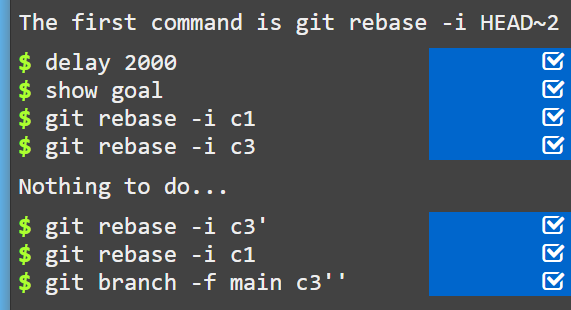 The first command is git rebase -i HEAD~2
$ delay 2000
$ show goal
$ git rebase -i c1
$ git rebase -i c3
Nothing to do...
$ git rebase -i c3'
$ git rebase -i c1
$ git branch -f main c3''